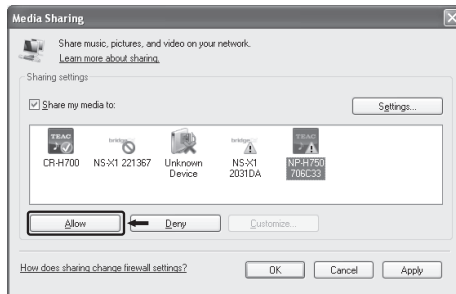 Media Sharing
Share music, pictures, and video on your network.
Learn more about sharing.
Sharing settings
Share my media to:
Settings...
TEAC
bridge
bridge
TEAC
CR-H700 NS-X1 221367 Unknown Device NS-X1 2031DA NP-H750 706C33
Allow Deny Customize...
How does sharing change firewall settings?
OK Cancel Apply